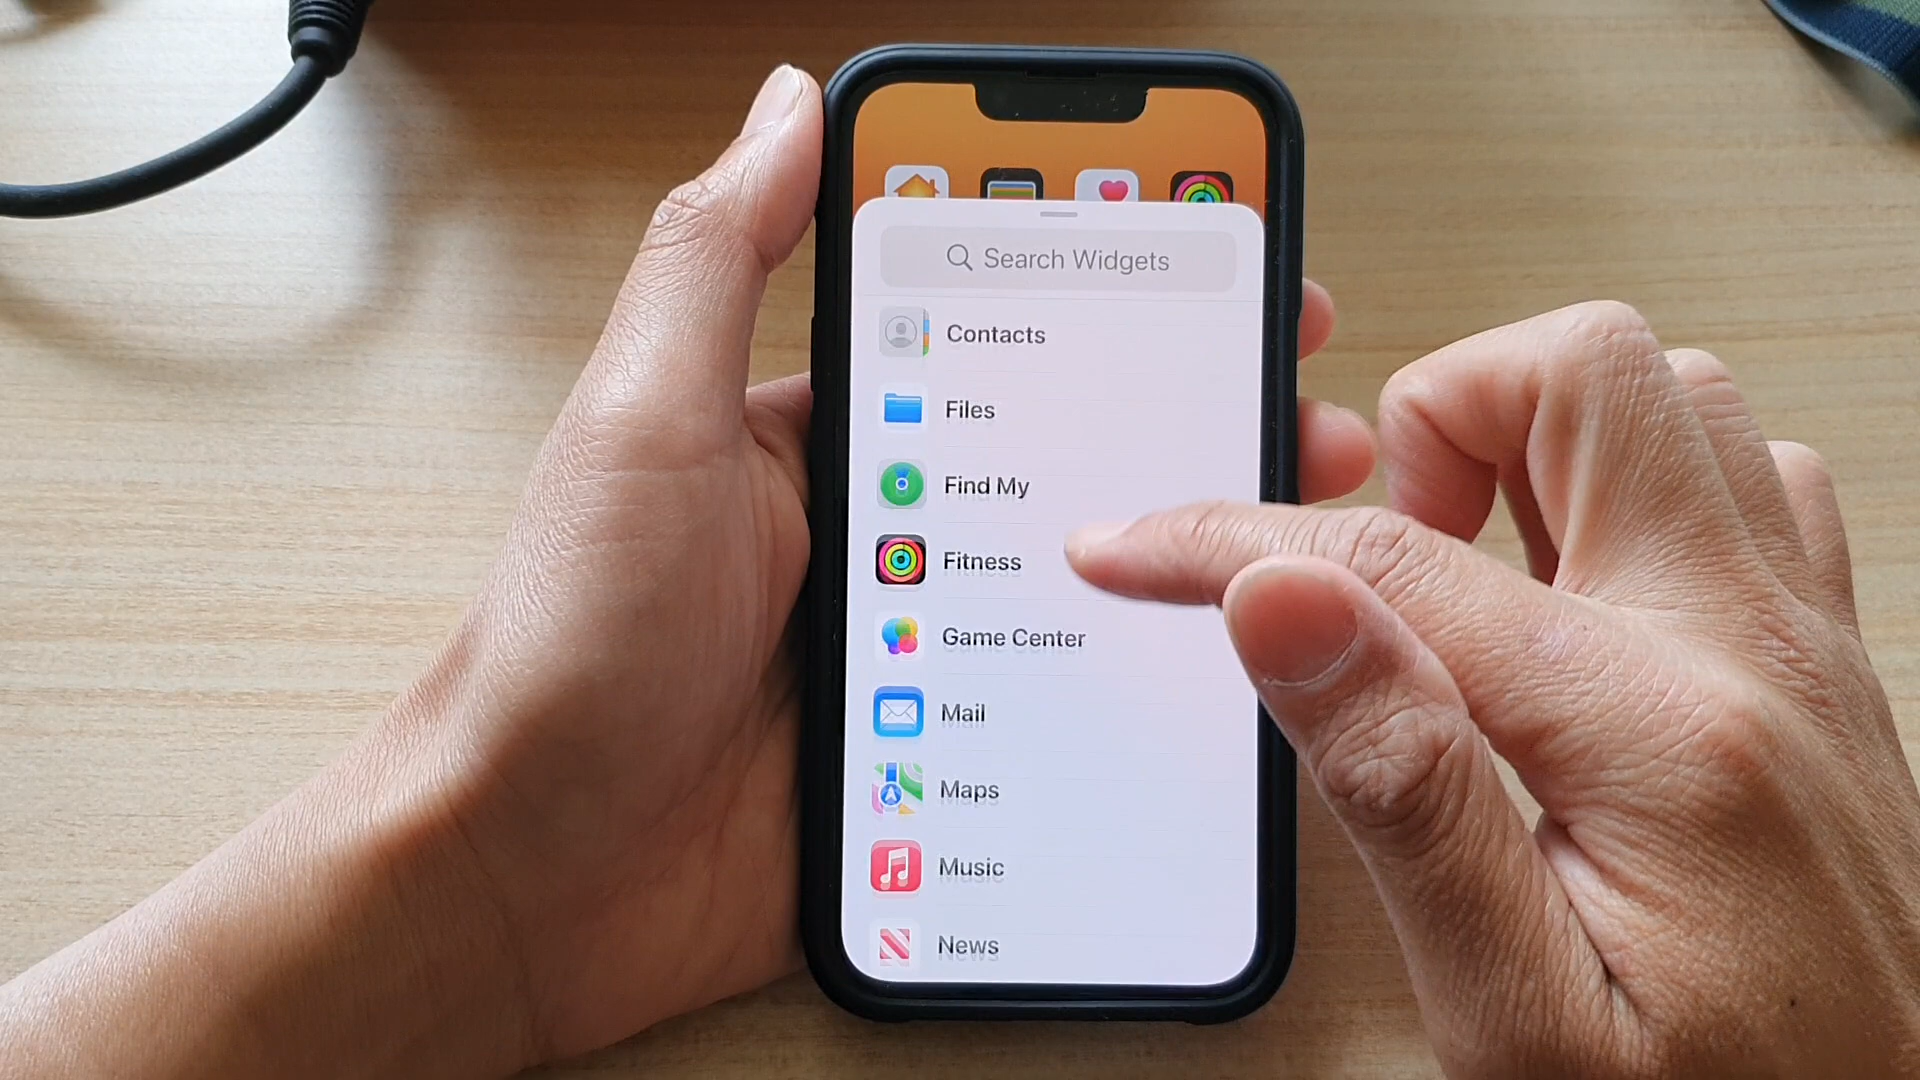 Search Widgets
Contacts
Files
Find My
Fitness
Game Center
Mail
Maps
Music
News